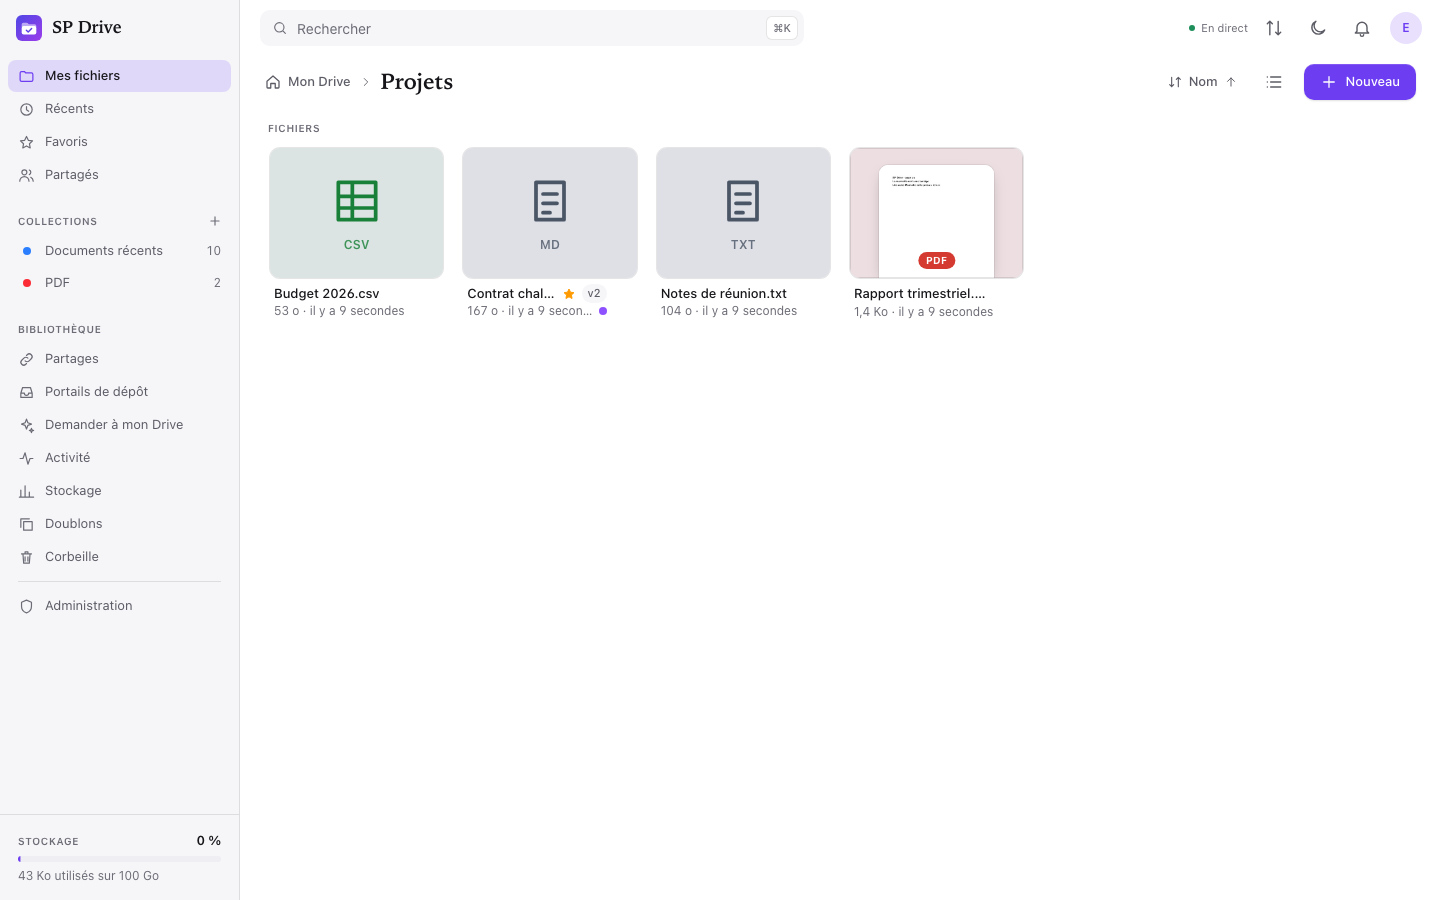 SP Drive
Rechercher
⌘K
En direct
E
Mes fichiers
Récents
Favoris
Partagés
COLLECTIONS
Documents récents 10
PDF 2
BIBLIOTHÈQUE
Partages
Portails de dépôt
Demander à mon Drive
Activité
Stockage
Doublons
Corbeille
Administration
STOCKAGE 0 %
43 Ko utilisés sur 100 Go
Mon Drive
Projets
Nom
Nouveau
FICHIERS
CSV
Budget 2026.csv
53 o · il y a 9 secondes
MD
Contrat chal... v2
167 o · il y a 9 secon...
TXT
Notes de réunion.txt
104 o · il y a 9 secondes
PDF
Rapport trimestriel....
1,4 Ko · il y a 9 secondes